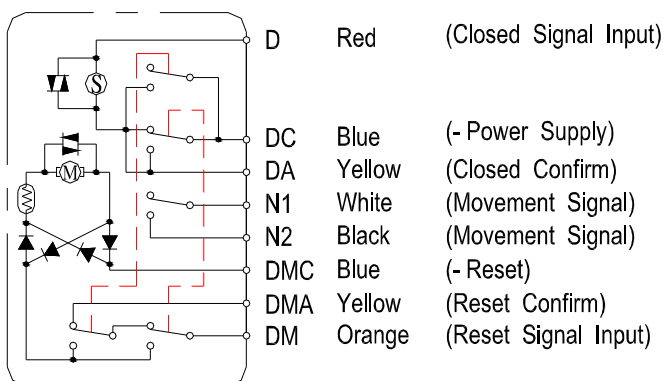 D Red (Closed Signal Input)
S
DC Blue (- Power Supply)
DA Yellow (Closed Confirm)
M
N1 White (Movement Signal)
N2 Black (Movement Signal)
DMC Blue (- Reset)
DMA Yellow (Reset Confirm)
DM Orange (Reset Signal Input)